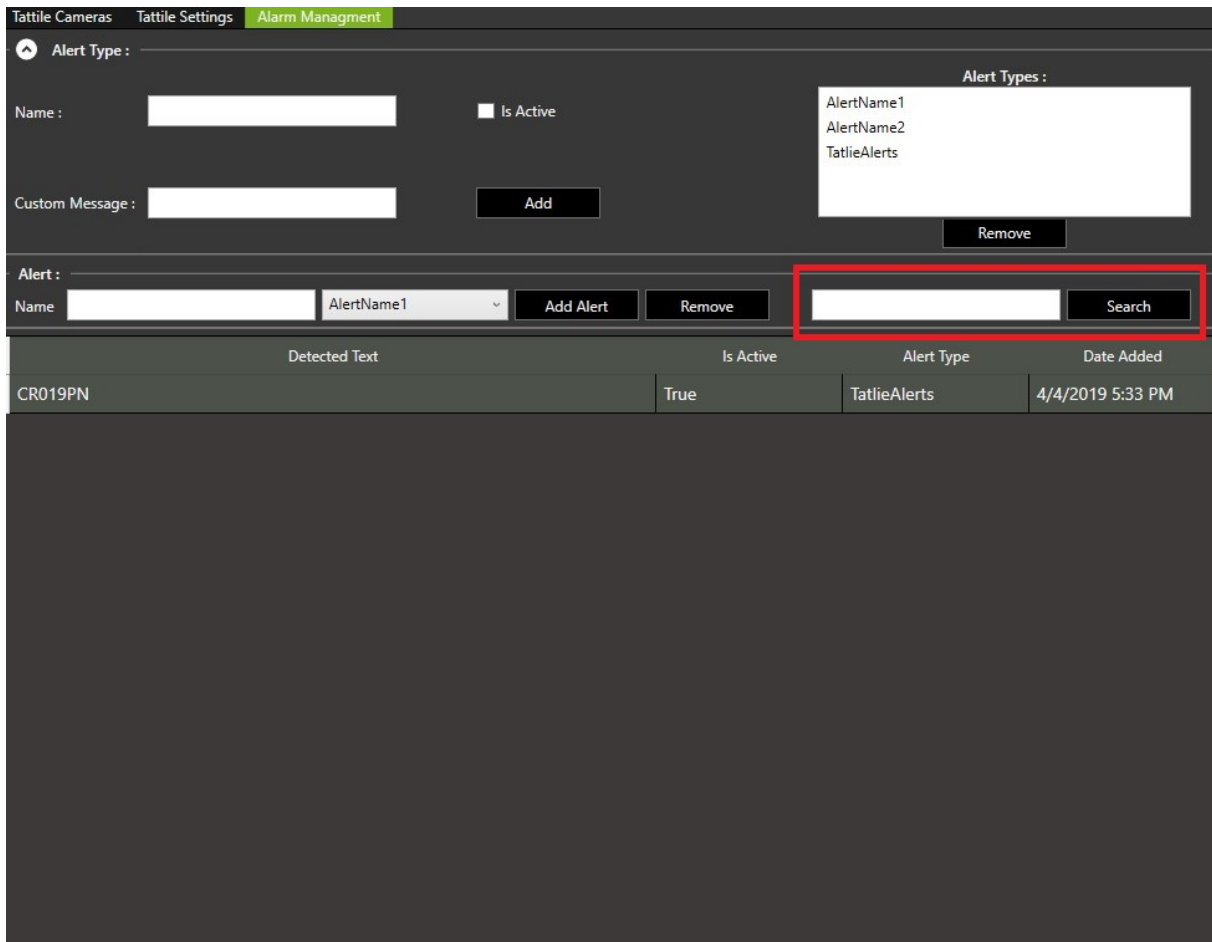 Tattile Cameras Tattile Settings Alarm Managment
Alert Type :
Alert Types :
Name : Is Active
AlertName1
AlertName2
TatlieAlerts
Custom Message : Add
Remove
Alert :
Name AlertName1 Add Alert Remove Search
Detected Text Is Active Alert Type Date Added
CR019PN True TatlieAlerts 4/4/2019 5:33 PM